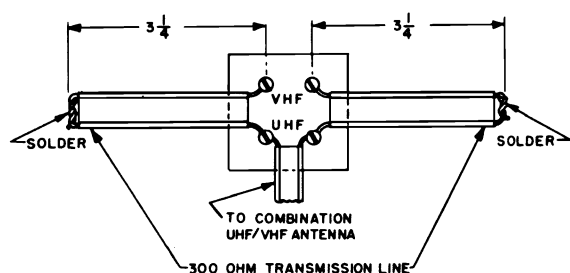 3 1/4 3 1/4
VHF
UHF
SOLDER SOLDER
TO COMBINATION
UHF/VHF ANTENNA
300 OHM TRANSMISSION LINE